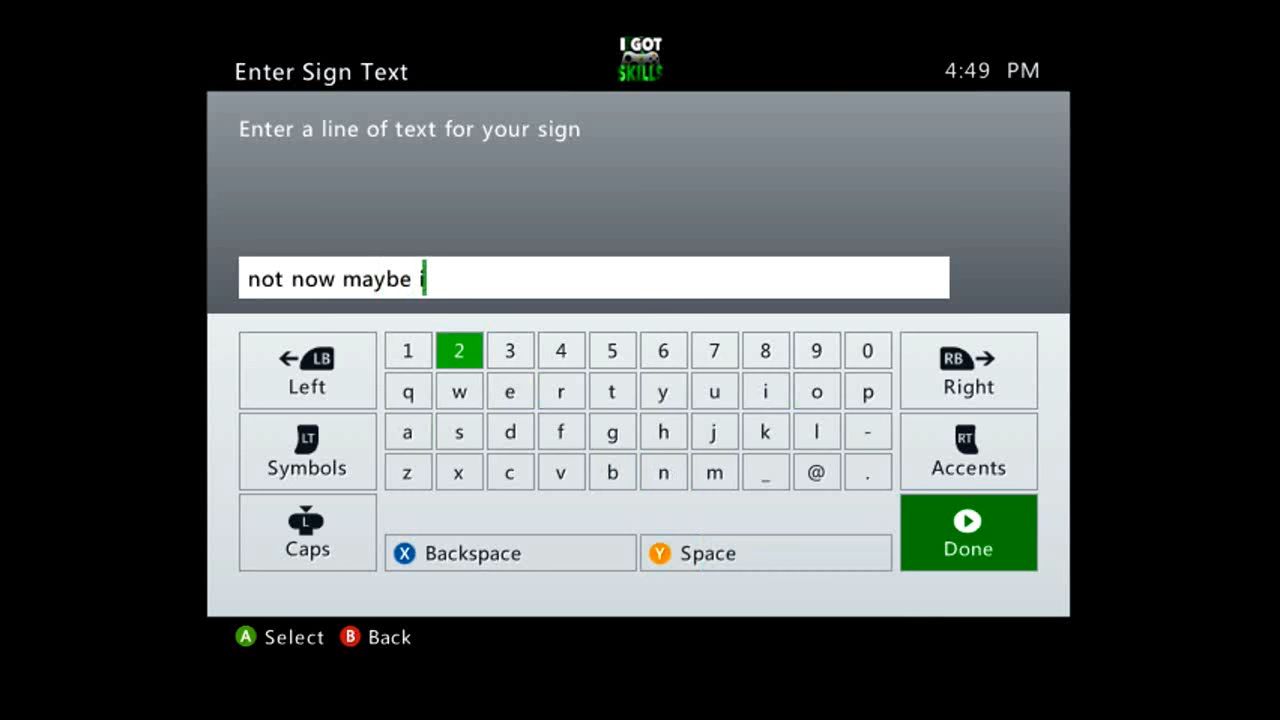 I GOT
SKILLS
Enter Sign Text
4:49 PM
Enter a line of text for your sign
not now maybe i
LB
Left
1 2 3 4 5 6 7 8 9 0
RB
Right
q w e r t y u i o p
LT
Symbols
a s d f g h j k l -
RT
Accents
z x c v b n m _ @ .
L
Caps
X Backspace
Y Space
Done
A Select B Back